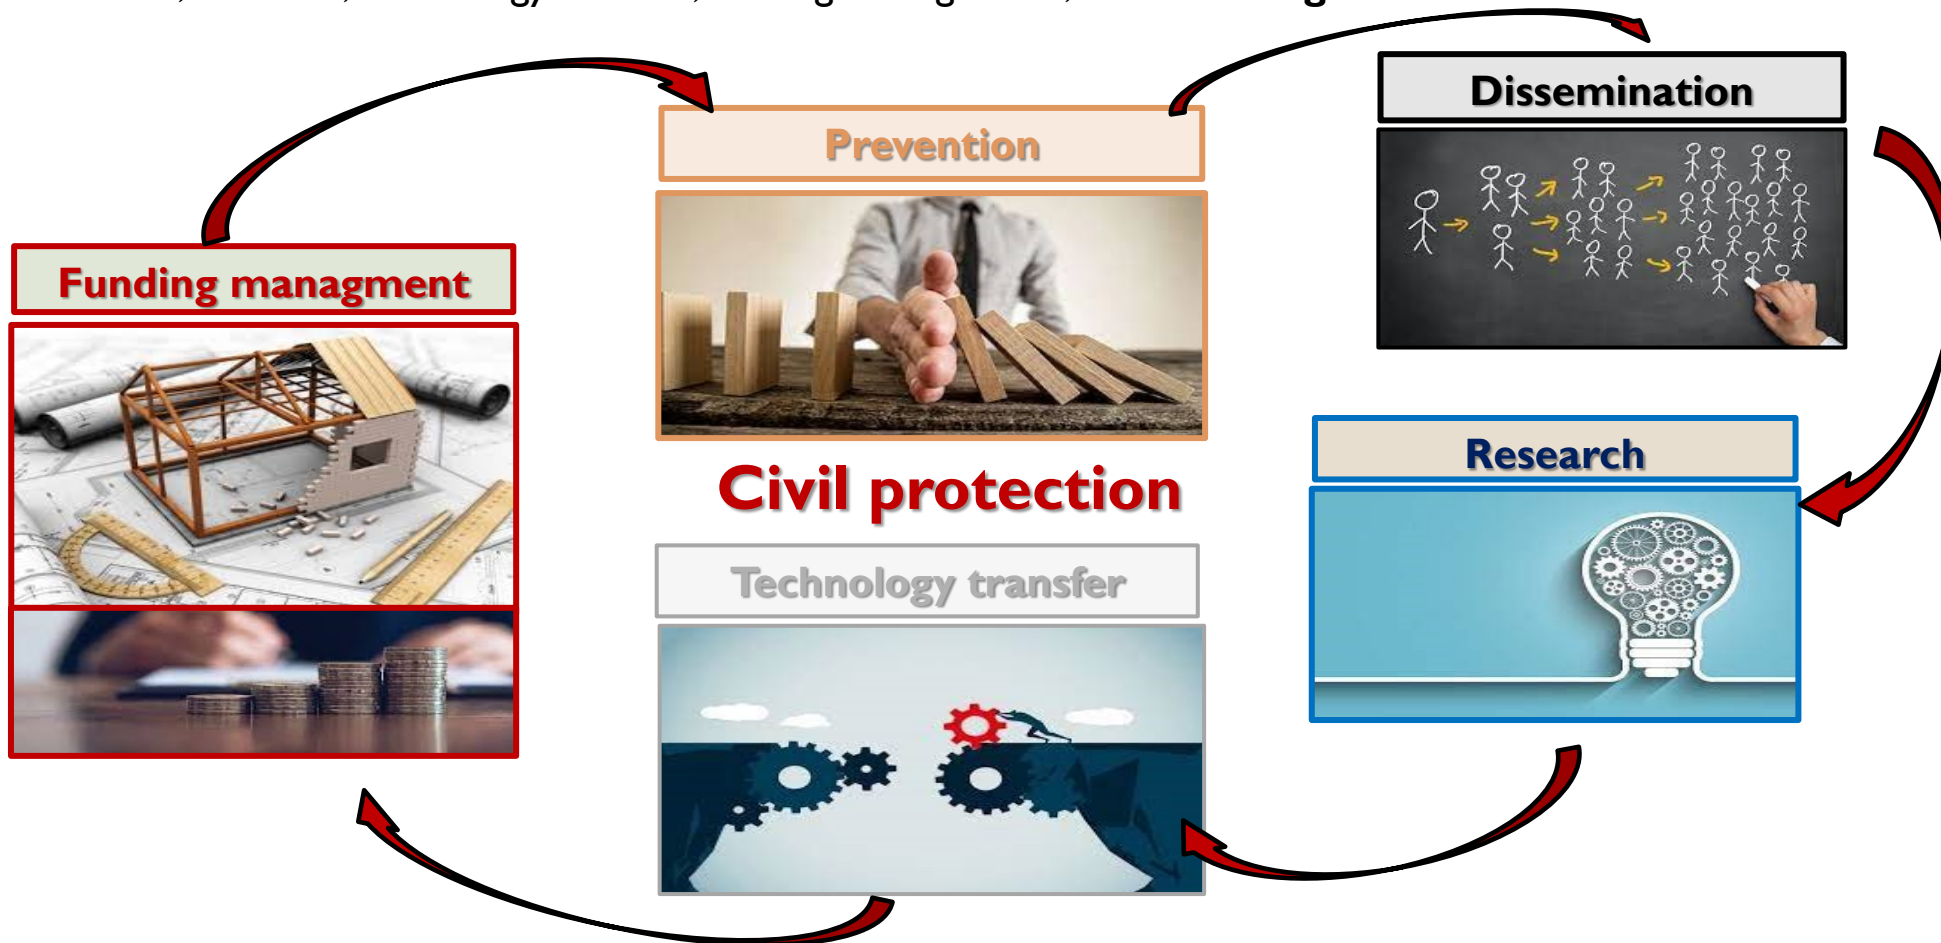 Prevention
Dissemination
Funding managment
Civil protection
Research
Technology transfer